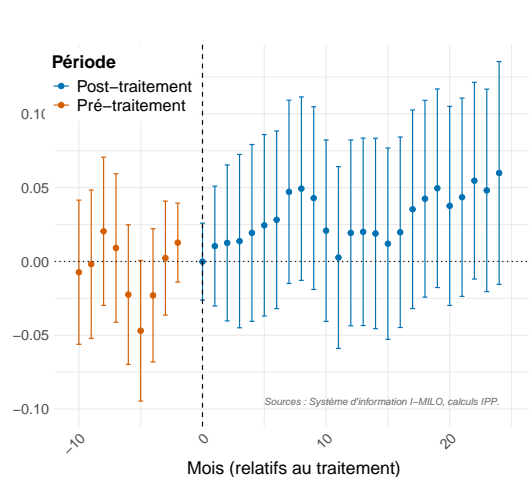 Période
Post−traitement
Pré−traitement
0.10
0.05
0.00
−0.05
−0.10
Sources : Système d'information I−MILO, calculs IPP.
−10
0
10
20
Mois (relatifs au traitement)